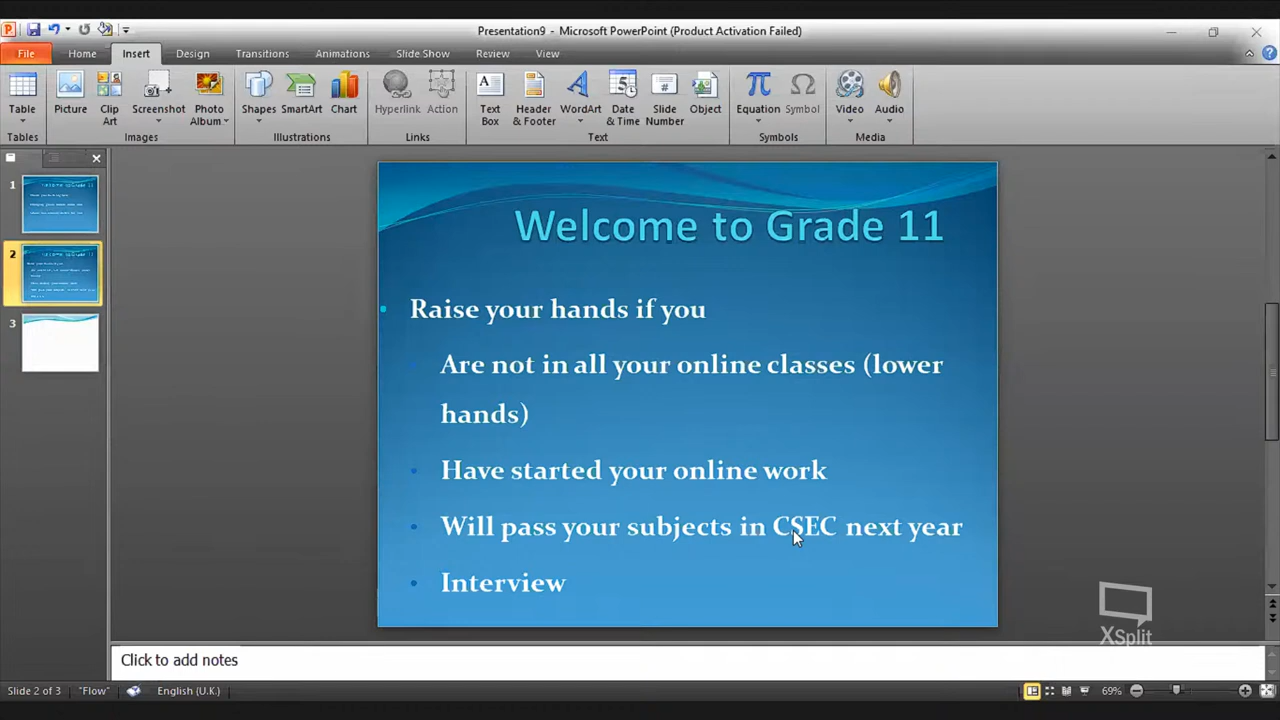 Presentation9 - Microsoft PowerPoint (Product Activation Failed)
File Home Insert Design Transitions Animations Slide Show Review View
Table Picture Clip Art Screenshot Photo Album Shapes SmartArt Chart Hyperlink Action Text Box Header & Footer WordArt Date & Time Slide Number Object Equation Symbol Video Audio
Tables Images Illustrations Links Text Symbols Media
1
2
3
Welcome to Grade 11
Raise your hands if you
Are not in all your online classes (lower
hands)
Have started your online work
Will pass your subjects in CSEC next year
Interview
XSplit
Click to add notes
Slide 2 of 3 "Flow" English (U.K.) 69%